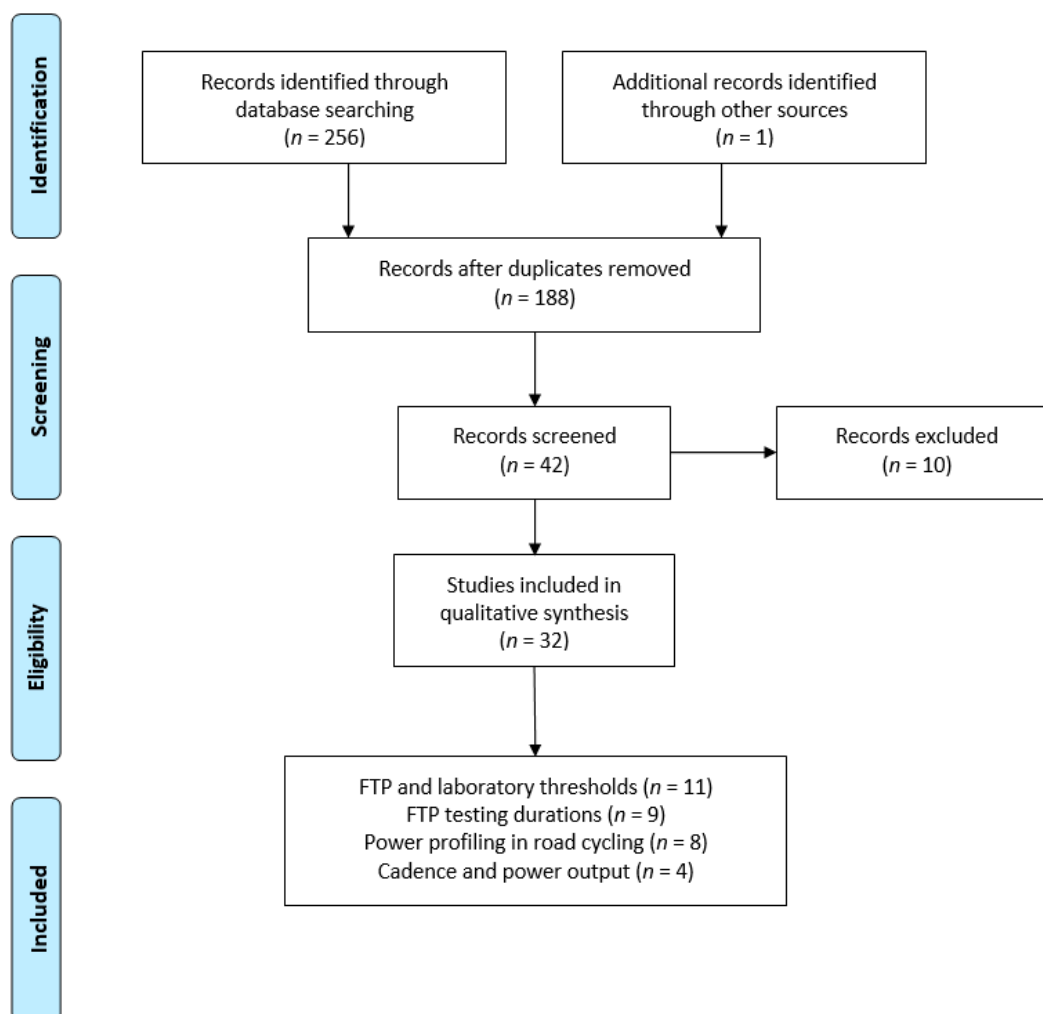 Identification
Records identified through
database searching
(n = 256)
Additional records identified
through other sources
(n = 1)
Records after duplicates removed
(n = 188)
Screening
Records screened
(n = 42)
Records excluded
(n = 10)
Eligibility
Studies included in
qualitative synthesis
(n = 32)
Included
FTP and laboratory thresholds (n = 11)
FTP testing durations (n = 9)
Power profiling in road cycling (n = 8)
Cadence and power output (n = 4)